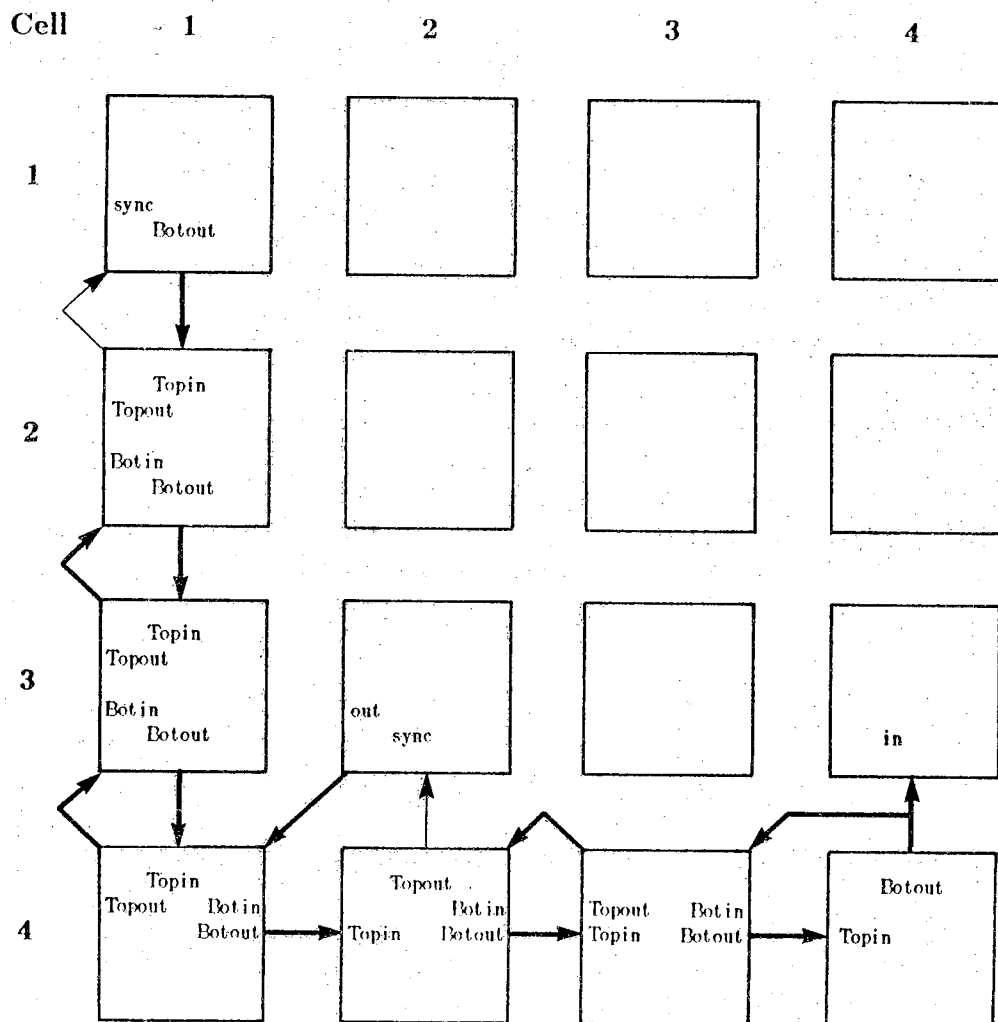 Cell 1 2 3 4
1
sync
Botout
Topin
Topout
2
Botin
Botout
Topin
Topout
3
Botin
Botout
out
sync
in
4
Topin
Topout Botin
Botout
Topout
Botin
Topin Botout
Topout Botin
Topin Botout
Botout
Topin